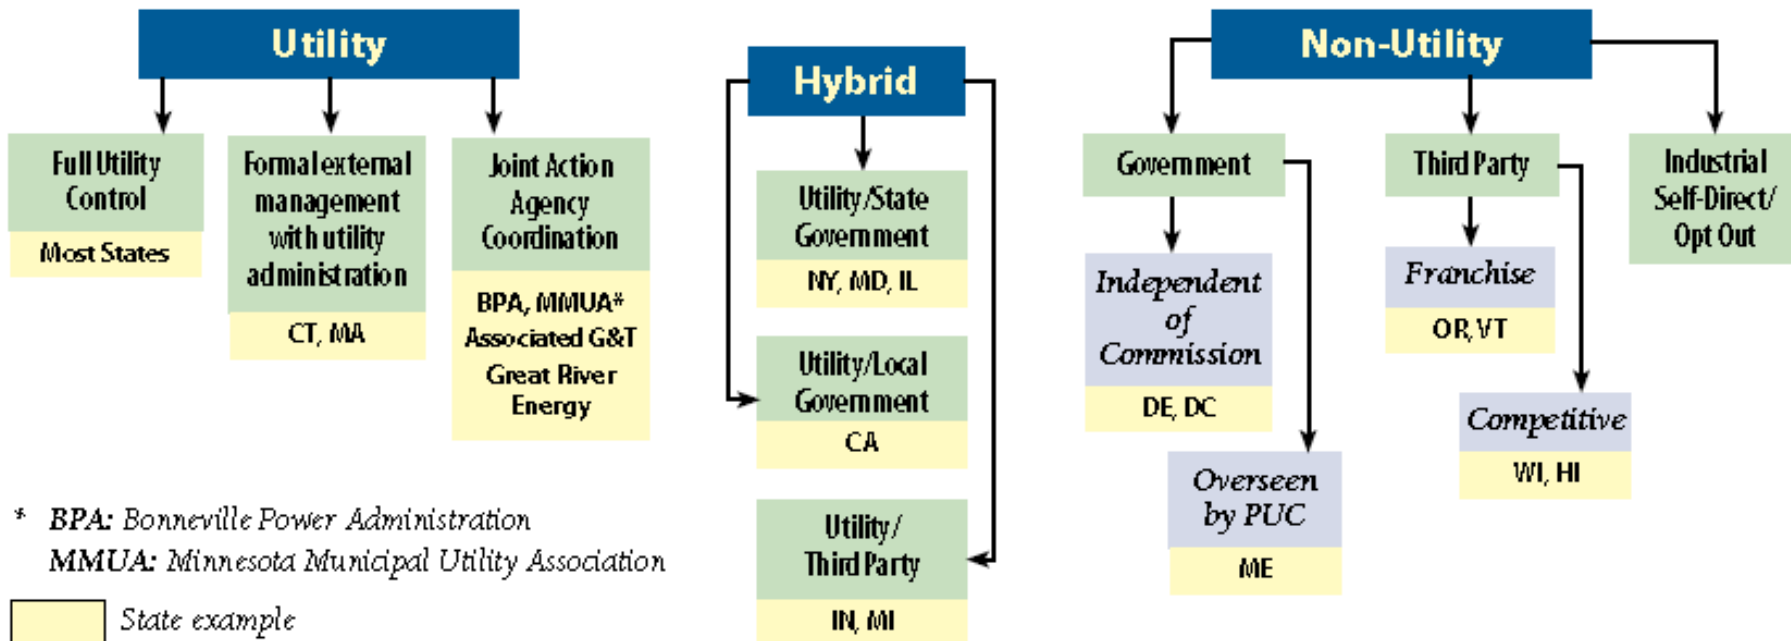 Utility
Full Utility
Control
Most States
Formal external
management
with utility
administration
CT, MA
Joint Action
Agency
Coordination
BPA, MMUA*
Associated G&T
Great River
Energy
Hybrid
Utility/State
Government
NY, MD, IL
Utility/Local
Government
CA
Utility/
Third Party
IN, MI
Non-Utility
Government
Independent
of
Commission
DE, DC
Overseen
by PUC
ME
Third Party
Franchise
OR, VT
Competitive
WI, HI
Industrial
Self-Direct/
Opt Out
* BPA: Bonneville Power Administration
MMUA: Minnesota Municipal Utility Association
State example